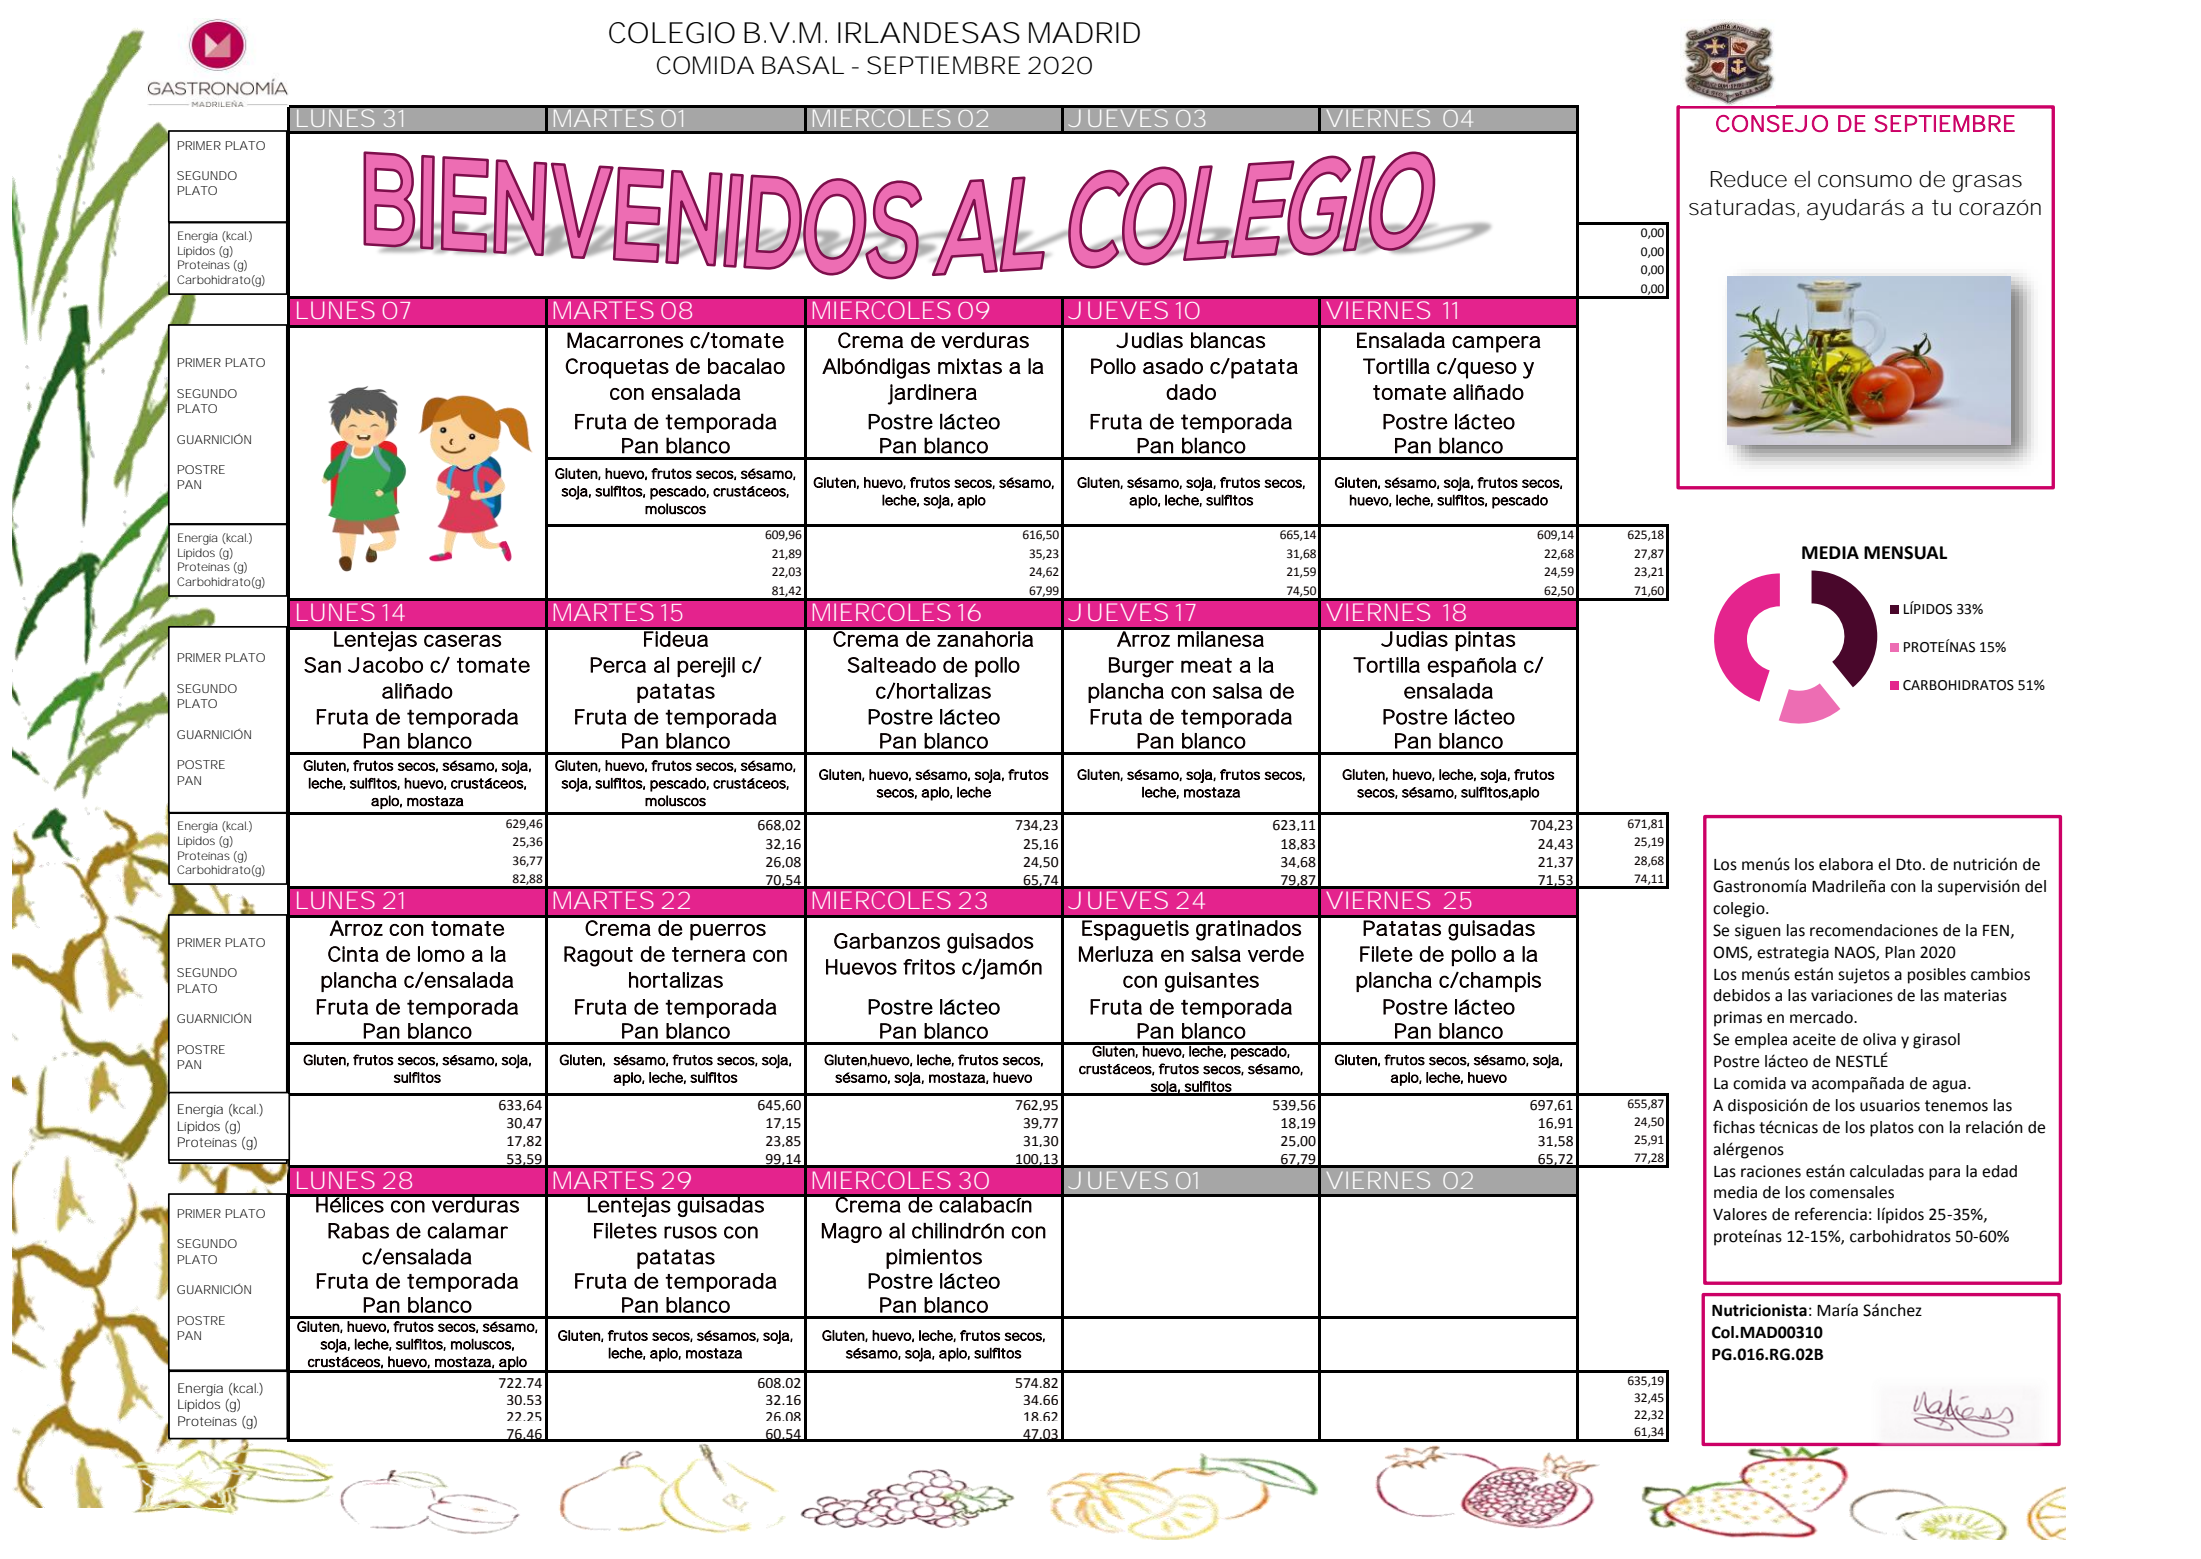 COLEGIO B.V.M. IRLANDESAS MADRID
COMIDA BASAL - SEPTIEMBRE 2020
GASTRONOMÍA
MADRILEÑA
LUNES 31 MARTES 01 MIERCOLES 02 JUEVES 03 VIERNES 04
PRIMER PLATO
SEGUNDO
PLATO
BIENVENIDOS AL COLEGIO
Energía (kcal.) 0,00
Lípidos (g) 0,00
Proteínas (g) 0,00
Carbohidrato(g) 0,00
LUNES 07 MARTES 08 MIERCOLES 09 JUEVES 10 VIERNES 11
PRIMER PLATO
SEGUNDO
PLATO
GUARNICIÓN
POSTRE
PAN
Macarrones c/tomate
Croquetas de bacalao
con ensalada
Fruta de temporada
Pan blanco
Gluten, huevo, frutos secos, sésamo,
soja, sulfitos, pescado, crustáceos,
moluscos
Crema de verduras
Albóndigas mixtas a la
jardinera
Postre lácteo
Pan blanco
Gluten, huevo, frutos secos, sésamo,
leche, soja, apio
Judías blancas
Pollo asado c/patata
dado
Fruta de temporada
Pan blanco
Gluten, sésamo, soja, frutos secos,
apio, leche, sulfitos
Ensalada campera
Tortilla c/queso y
tomate aliñado
Postre lácteo
Pan blanco
Gluten, sésamo, soja, frutos secos,
huevo, leche, sulfitos, pescado
Energía (kcal.) 609,96 616,50 665,14 609,14 625,18
Lípidos (g) 21,89 35,23 31,68 22,68 27,87
Proteínas (g) 22,03 24,62 21,59 24,59 23,21
Carbohidrato(g) 81,42 67,99 74,50 62,50 71,60
LUNES 14 MARTES 15 MIERCOLES 16 JUEVES 17 VIERNES 18
PRIMER PLATO
SEGUNDO
PLATO
GUARNICIÓN
POSTRE
PAN
Lentejas caseras
San Jacobo c/ tomate
aliñado
Fruta de temporada
Pan blanco
Gluten, frutos secos, sésamo, soja,
leche, sulfitos, huevo, crustáceos,
apio, mostaza
Fideua
Perca al perejil c/
patatas
Fruta de temporada
Pan blanco
Gluten, huevo, frutos secos, sésamo,
soja, sulfitos, pescado, crustáceos,
moluscos
Crema de zanahoria
Salteado de pollo
c/hortalizas
Postre lácteo
Pan blanco
Gluten, huevo, sésamo, soja, frutos
secos, apio, leche
Arroz milanesa
Burger meat a la
plancha con salsa de
Fruta de temporada
Pan blanco
Gluten, sésamo, soja, frutos secos,
leche, mostaza
Judias pintas
Tortilla española c/
ensalada
Postre lácteo
Pan blanco
Gluten, huevo, leche, soja, frutos
secos, sésamo, sulfitos,apio
Energía (kcal.) 629,46 668,02 734,23 623,11 704,23 671,81
Lípidos (g) 25,36 32,16 25,16 18,83 24,43 25,19
Proteínas (g) 36,77 26,08 24,50 34,68 21,37 28,68
Carbohidrato(g) 82,88 70,54 65,74 79,87 71,53 74,11
LUNES 21 MARTES 22 MIERCOLES 23 JUEVES 24 VIERNES 25
PRIMER PLATO
SEGUNDO
PLATO
GUARNICIÓN
POSTRE
PAN
Arroz con tomate
Cinta de lomo a la
plancha c/ensalada
Fruta de temporada
Pan blanco
Gluten, frutos secos, sésamo, soja,
sulfitos
Crema de puerros
Ragout de ternera con
hortalizas
Fruta de temporada
Pan blanco
Gluten, sésamo, frutos secos, soja,
apio, leche, sulfitos
Garbanzos guisados
Huevos fritos c/jamón
Postre lácteo
Pan blanco
Gluten,huevo, leche, frutos secos,
sésamo, soja, mostaza, huevo
Espaguetis gratinados
Merluza en salsa verde
con guisantes
Fruta de temporada
Pan blanco
Gluten, huevo, leche, pescado,
crustáceos, frutos secos, sésamo,
soja, sulfitos
Patatas guisadas
Filete de pollo a la
plancha c/champis
Postre lácteo
Pan blanco
Gluten, frutos secos, sésamo, soja,
apio, leche, huevo
Energía (kcal.) 633,64 645,60 762,95 539,56 697,61 655,87
Lípidos (g) 30,47 17,15 39,77 18,19 16,91 24,50
Proteínas (g) 17,82 23,85 31,30 25,00 31,58 25,91
53,59 99,14 100,13 67,79 65,72 77,28
LUNES 28 MARTES 29 MIERCOLES 30 JUEVES 01 VIERNES 02
PRIMER PLATO
SEGUNDO
PLATO
GUARNICIÓN
POSTRE
PAN
Hélices con verduras
Rabas de calamar
c/ensalada
Fruta de temporada
Pan blanco
Gluten, huevo, frutos secos, sésamo,
soja, leche, sulfitos, moluscos,
crustáceos, huevo, mostaza, apio
Lentejas guisadas
Filetes rusos con
patatas
Fruta de temporada
Pan blanco
Gluten, frutos secos, sésamos, soja,
leche, apio, mostaza
Crema de calabacín
Magro al chilindrón con
pimientos
Postre lácteo
Pan blanco
Gluten, huevo, leche, frutos secos,
sésamo, soja, apio, sulfitos
Energía (kcal.) 722.74 608.02 574.82 635,19
Lípidos (g) 30.53 32.16 34.66 32,45
Proteínas (g) 22.25 26.08 18.62 22,32
76.46 60.54 47.03 61,34
CONSEJO DE SEPTIEMBRE
Reduce el consumo de grasas
saturadas, ayudarás a tu corazón
MEDIA MENSUAL
LÍPIDOS 33%
PROTEÍNAS 15%
CARBOHIDRATOS 51%
Los menús los elabora el Dto. de nutrición de
Gastronomía Madrileña con la supervisión del
colegio.
Se siguen las recomendaciones de la FEN,
OMS, estrategia NAOS, Plan 2020
Los menús están sujetos a posibles cambios
debidos a las variaciones de las materias
primas en mercado.
Se emplea aceite de oliva y girasol
Postre lácteo de NESTLÉ
La comida va acompañada de agua.
A disposición de los usuarios tenemos las
fichas técnicas de los platos con la relación de
alérgenos
Las raciones están calculadas para la edad
media de los comensales
Valores de referencia: lípidos 25-35%,
proteínas 12-15%, carbohidratos 50-60%
Nutricionista: María Sánchez
Col.MAD00310
PG.016.RG.02B